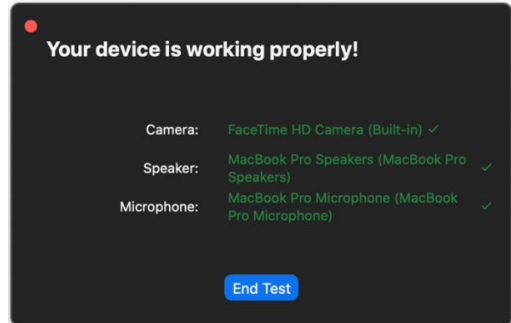 Your device is working properly!
Camera: FaceTime HD Camera (Built-in) ✓
Speaker: MacBook Pro Speakers (MacBook Pro
Speakers) ✓
Microphone: MacBook Pro Microphone (MacBook
Pro Microphone) ✓
End Test